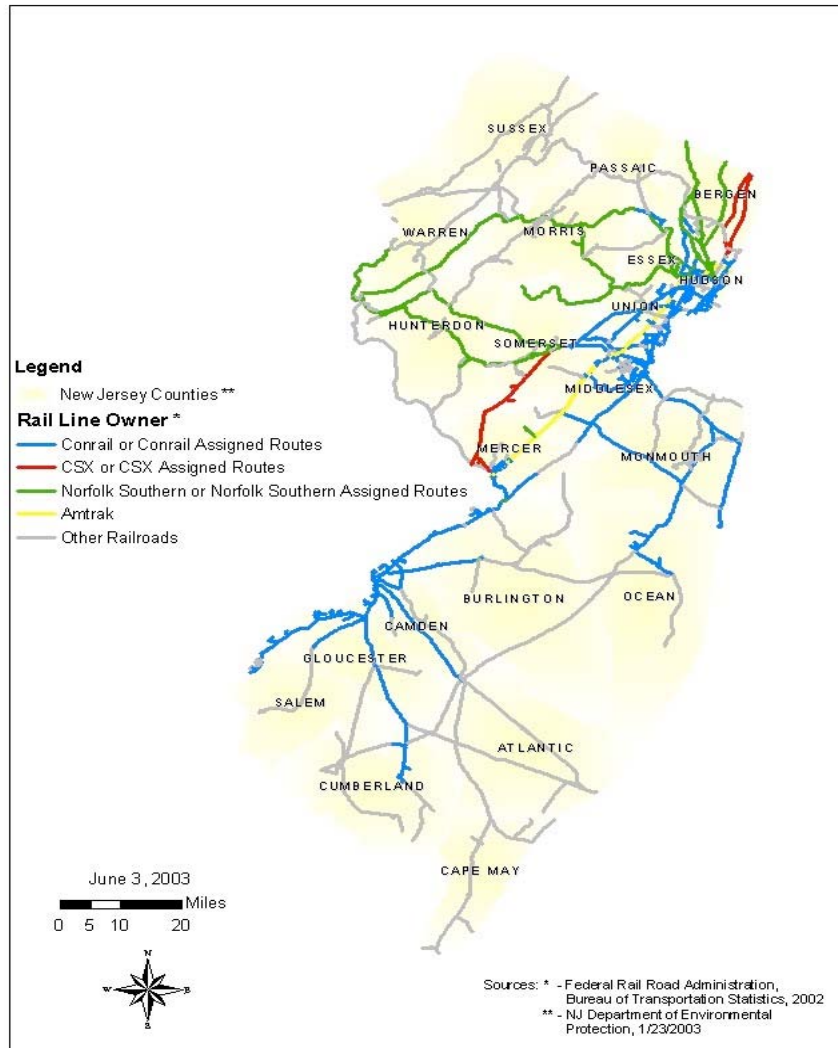 SUSSEX
PASSAIC
BERGEN
WARREN
MORRIS
ESSEX
HUDSON
UNION
HUNTERDON
SOMERSET
MIDDLESEX
MERCER
MONMOUTH
Legend
New Jersey Counties **
Rail Line Owner *
Conrail or Conrail Assigned Routes
CSX or CSX Assigned Routes
Norfolk Southern or Norfolk Southern Assigned Routes
Amtrak
Other Railroads
BURLINGTON
OCEAN
CAMDEN
GLOUCESTER
SALEM
ATLANTIC
CUMBERLAND
CAPE MAY
June 3, 2003
Miles
0 5 10 20
N
W E
S
Sources: * - Federal Rail Road Administration,
Bureau of Transportation Statistics, 2002
** - NJ Department of Environmental
Protection, 1/23/2003